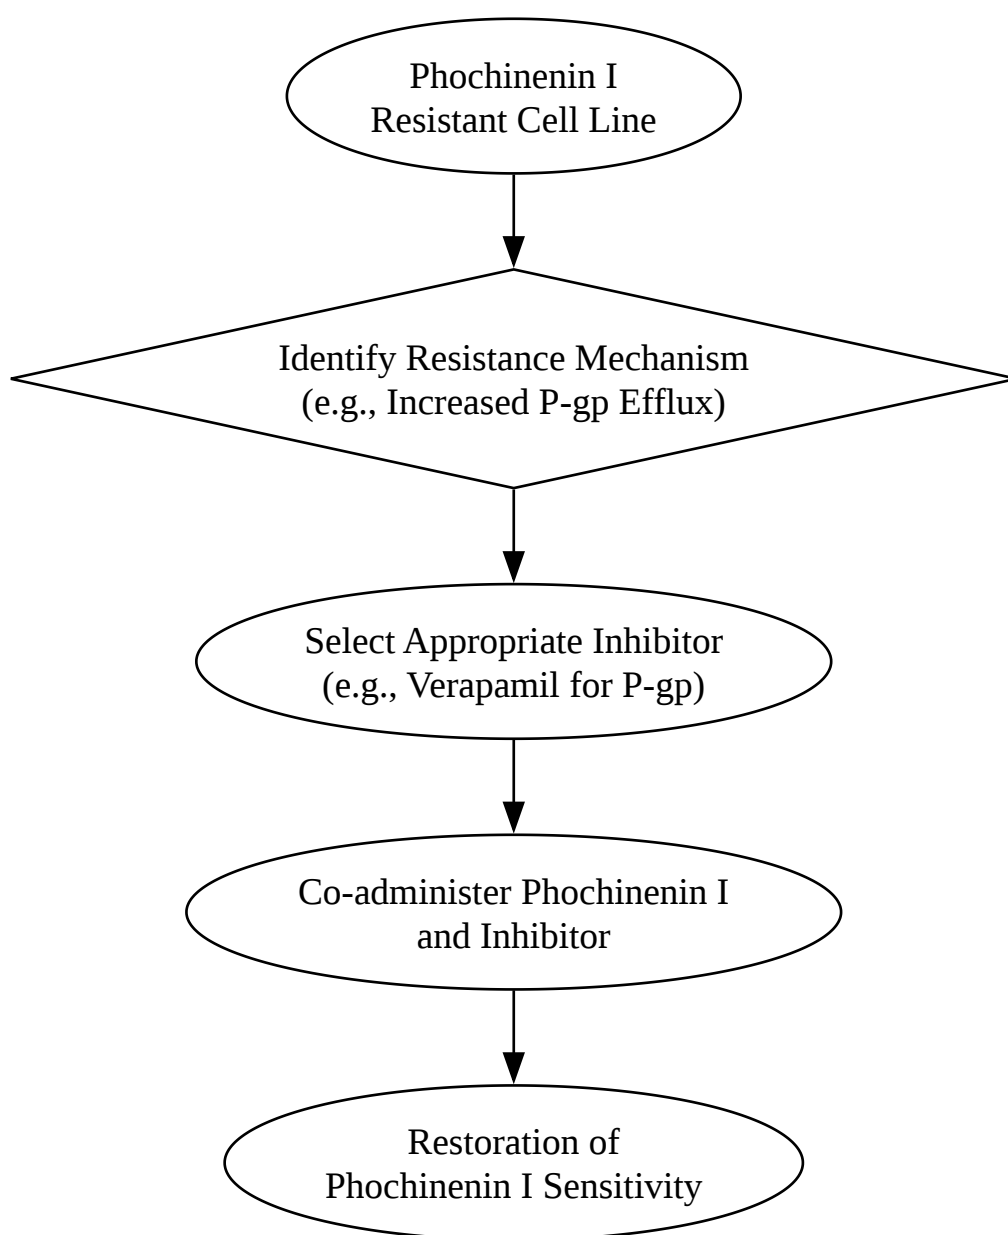 Phochinenin I
Resistant Cell Line
Identify Resistance Mechanism
(e.g., Increased P-gp Efflux)
Select Appropriate Inhibitor
(e.g., Verapamil for P-gp)
Co-administer Phochinenin I
and Inhibitor
Restoration of
Phochinenin I Sensitivity